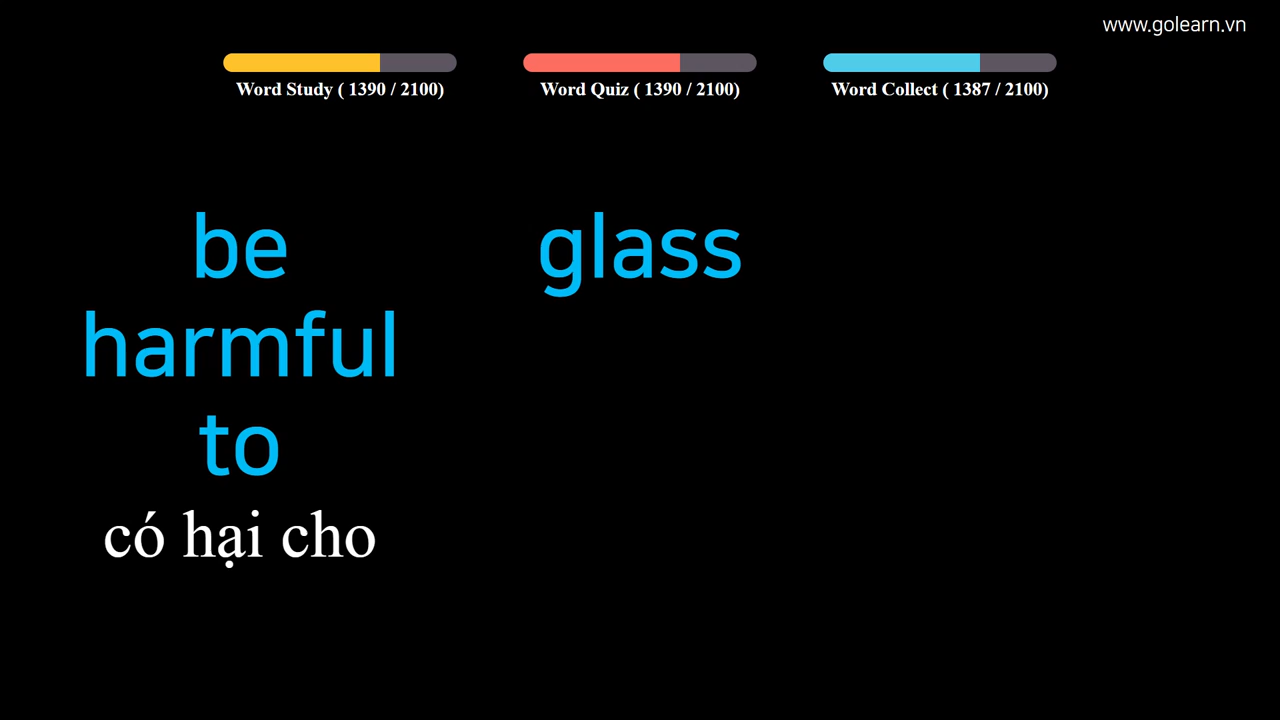 www.golearn.vn
Word Study ( 1390 / 2100)
Word Quiz ( 1390 / 2100)
Word Collect ( 1387 / 2100)
be
harmful
to
có hại cho
glass